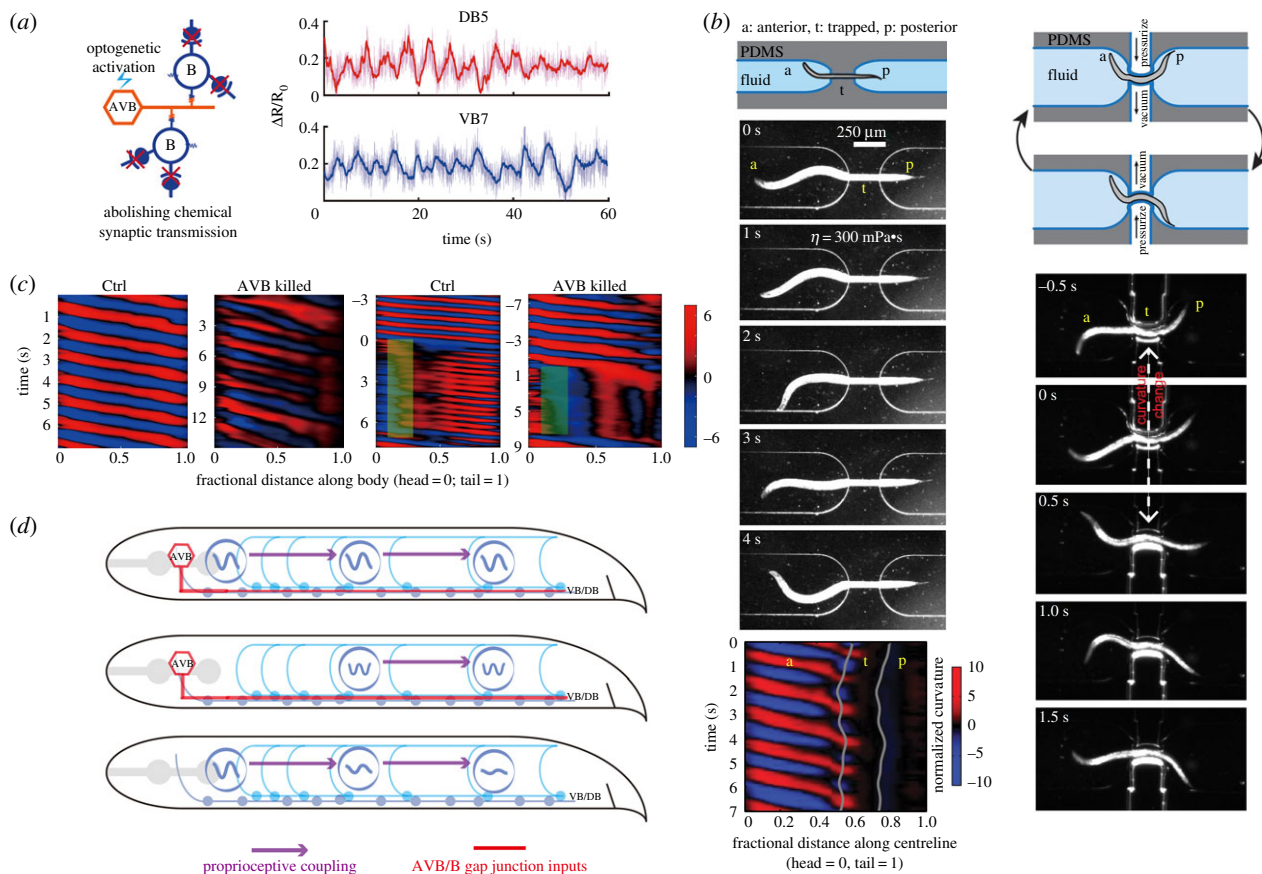 (a)
optogenetic
activation
B
AVB
B
abolishing chemical
synaptic transmission
DB5
0.4
0.2
0
ΔR/R0
VB7
0.4
0.2
0
0 20 40 60
time (s)
(b)
a: anterior, t: trapped, p: posterior
PDMS
fluid
a
t
p
0 s
250 µm
a
t
p
1 s
η = 300 mPa•s
2 s
3 s
4 s
0
1
2
3
4
5
6
7
time (s)
a
t
p
0 0.2 0.4 0.6 0.8 1.0
fractional distance along centreline
(head = 0, tail = 1)
10
5
0
−5
−10
normalized curvature
PDMS
fluid
a
p
pressurize
vacuum
vacuum
pressurize
−0.5 s
a
t
p
0 s
curvature
change
0.5 s
1.0 s
1.5 s
(c)
Ctrl
AVB killed
Ctrl
AVB killed
time (s)
1
2
3
4
5
6
3
6
9
12
−3
0
3
6
−7
−3
1
5
9
6
0
−6
0 0.5 1.0
0 0.5 1.0
0 0.5 1.0
0 0.5 1.0
fractional distance along body (head = 0; tail = 1)
(d)
AVB
VB/DB
AVB
VB/DB
VB/DB
proprioceptive coupling
AVB/B gap junction inputs